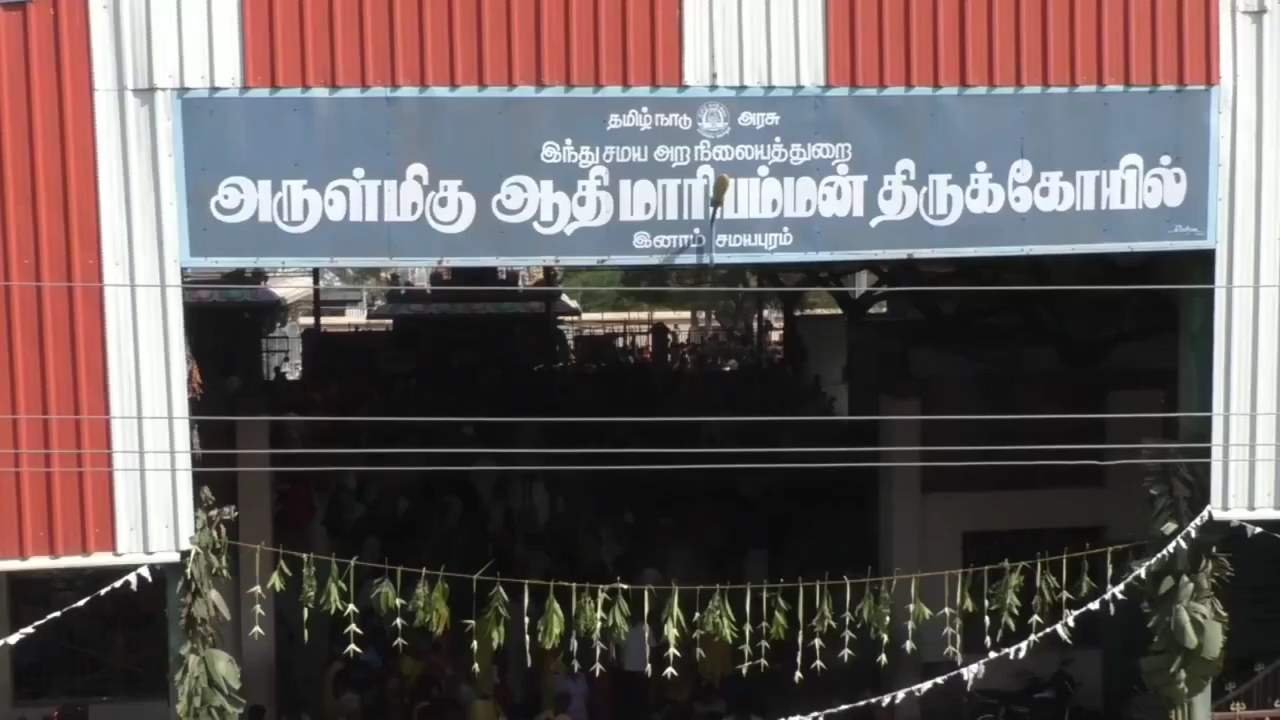 தமிழ்நாடு அரசு
இந்து சமய அறநிலையத்துறை
அருள்மிகு ஆதி மாரியம்மன் திருக்கோயில்
இனாம் சமயபுரம்